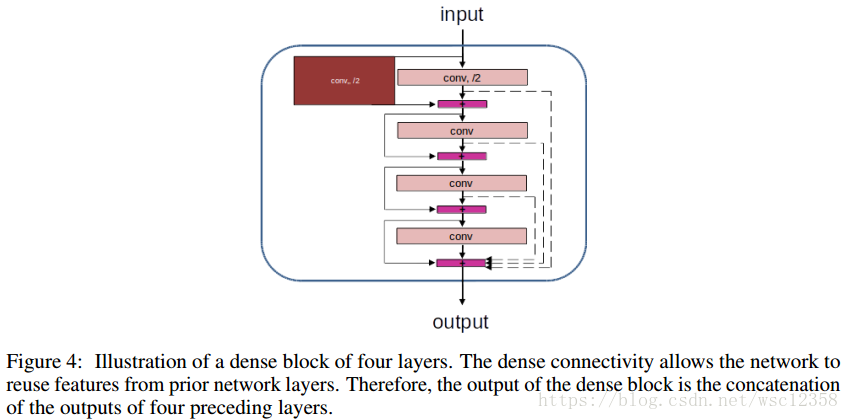 input
conv, /2
conv, /2
conv
conv
conv
output
Figure 4: Illustration of a dense block of four layers. The dense connectivity allows the network to
reuse features from prior network layers. Therefore, the output of the dense block is the concatenation
of the outputs of four preceding layers.
https://blog.csdn.net/wsc12358